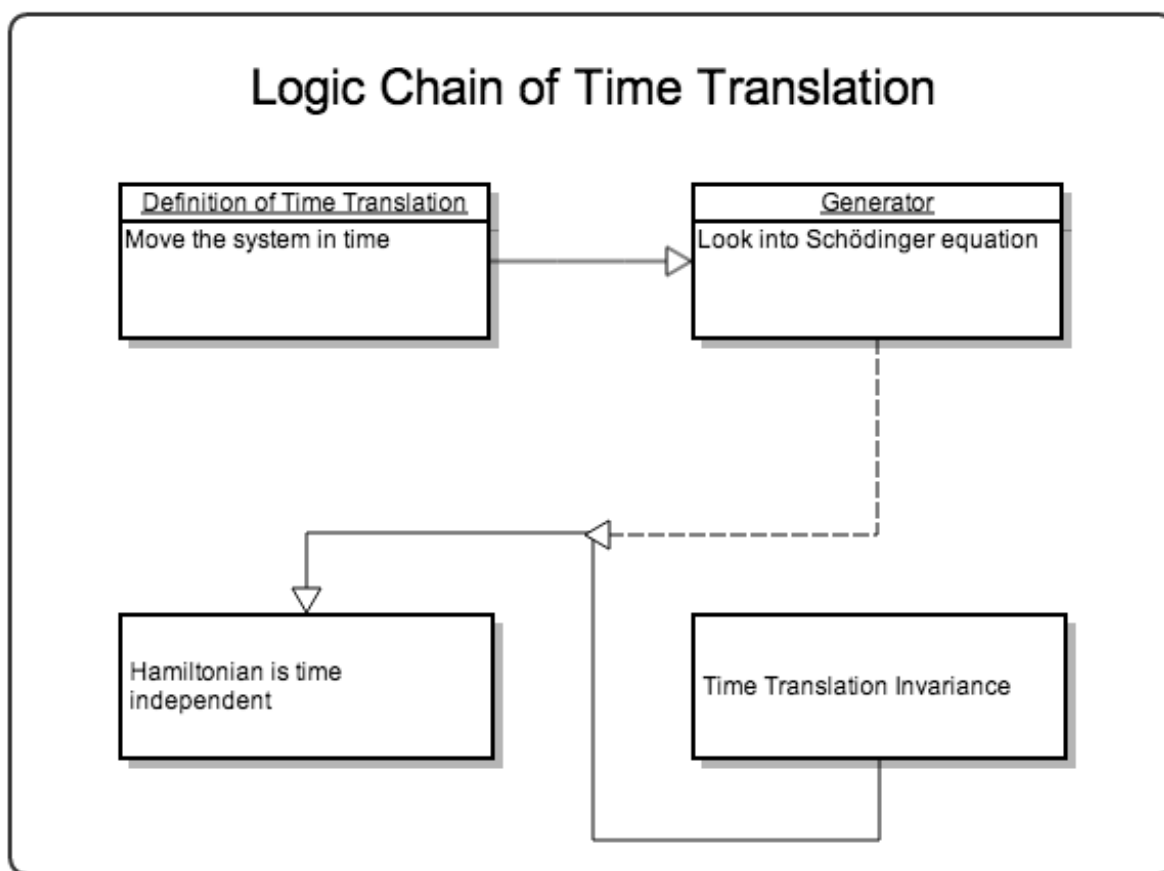 Logic Chain of Time Translation
Definition of Time Translation
Move the system in time
Generator
Look into Schödinger equation
Hamiltonian is time
independent
Time Translation Invariance